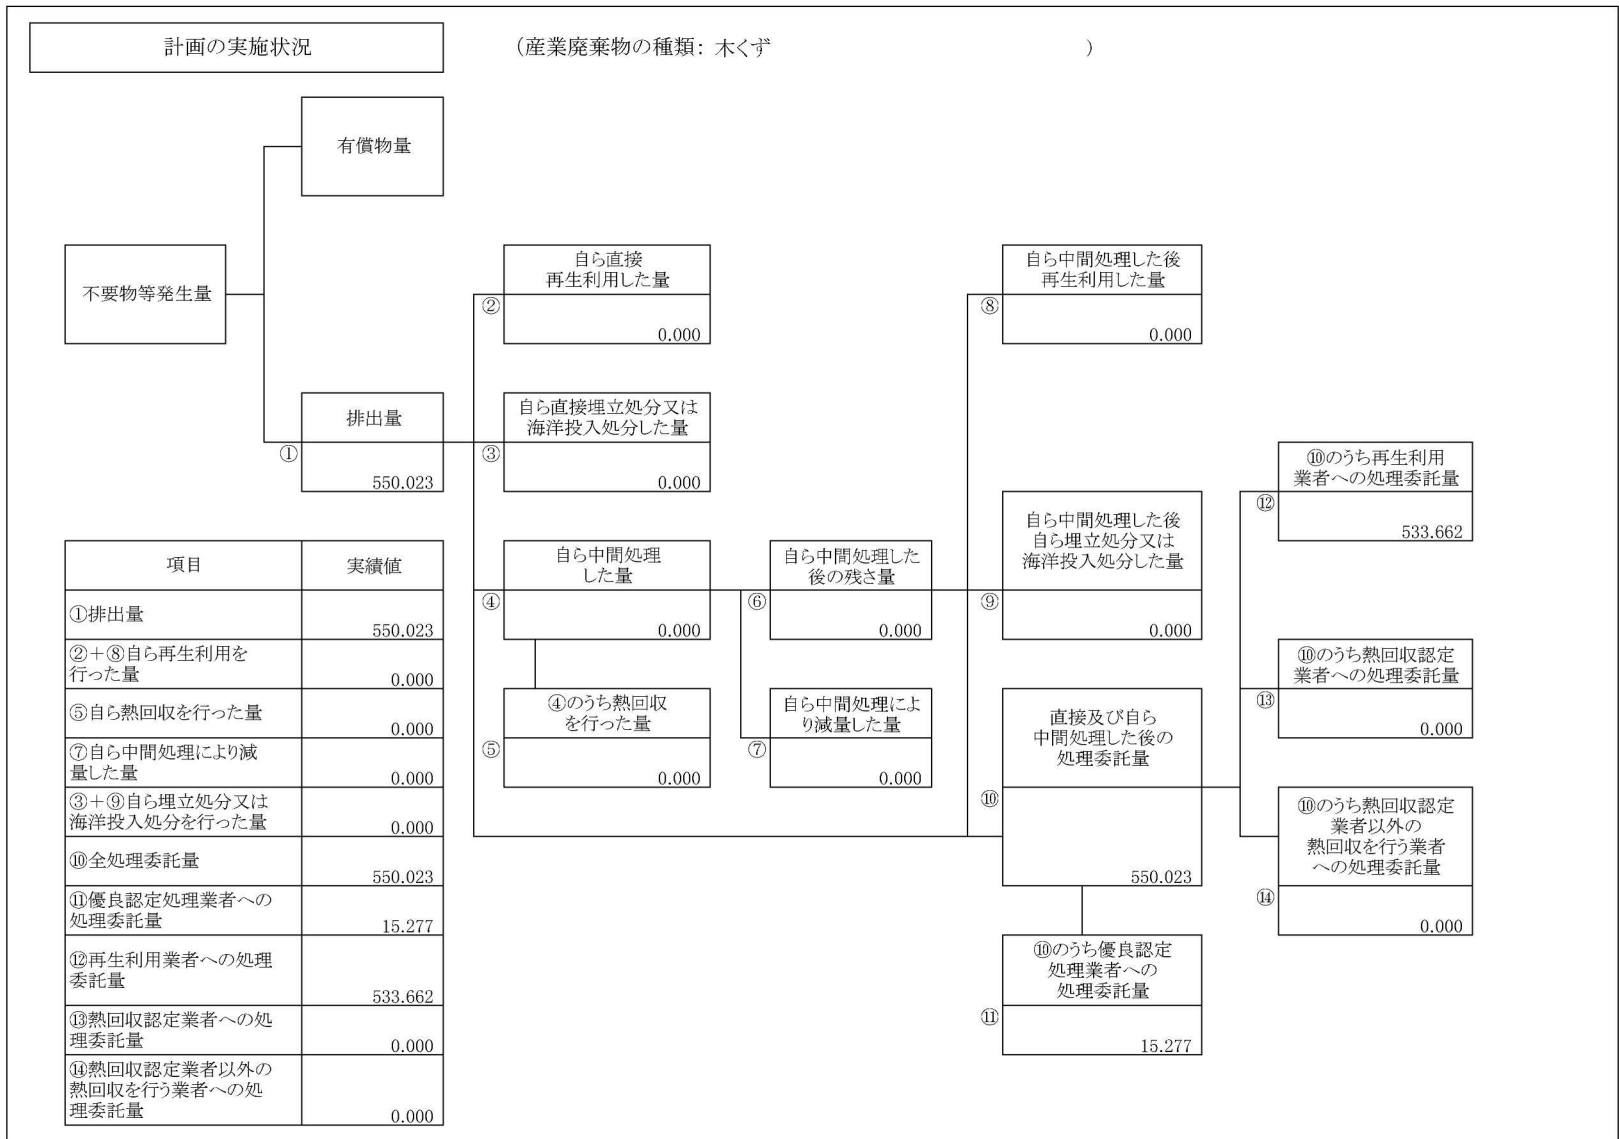 計画の実施状況
(産業廃棄物の種類: 木くず )
有償物量
不要物等発生量
排出量
①
550.023
自ら直接
再生利用した量
②
0.000
自ら直接埋立処分又は
海洋投入処分した量
③
0.000
自ら中間処理
した量
④
0.000
④のうち熱回収
を行った量
⑤
0.000
自ら中間処理した
後の残さ量
⑥
0.000
自ら中間処理によ
り減量した量
⑦
0.000
自ら中間処理した後
再生利用した量
⑧
0.000
自ら中間処理した後
自ら埋立処分又は
海洋投入処分した量
⑨
0.000
直接及び自ら
中間処理した後の
処理委託量
⑩
550.023
⑩のうち優良認定
処理業者への
処理委託量
⑪
15.277
⑩のうち再生利用
業者への処理委託量
⑫
533.662
⑩のうち熱回収認定
業者への処理委託量
⑬
0.000
⑩のうち熱回収認定
業者以外の
熱回収を行う業者
への処理委託量
⑭
0.000
項目 実績値
①排出量
550.023
②+⑧自ら再生利用を
行った量
0.000
⑤自ら熱回収を行った量
0.000
⑦自ら中間処理により減
量した量
0.000
③+⑨自ら埋立処分又は
海洋投入処分を行った量
0.000
⑩全処理委託量
550.023
⑪優良認定処理業者への
処理委託量
15.277
⑫再生利用業者への処理
委託量
533.662
⑬熱回収認定業者への処
理委託量
0.000
⑭熱回収認定業者以外の
熱回収を行う業者への処
理委託量
0.000